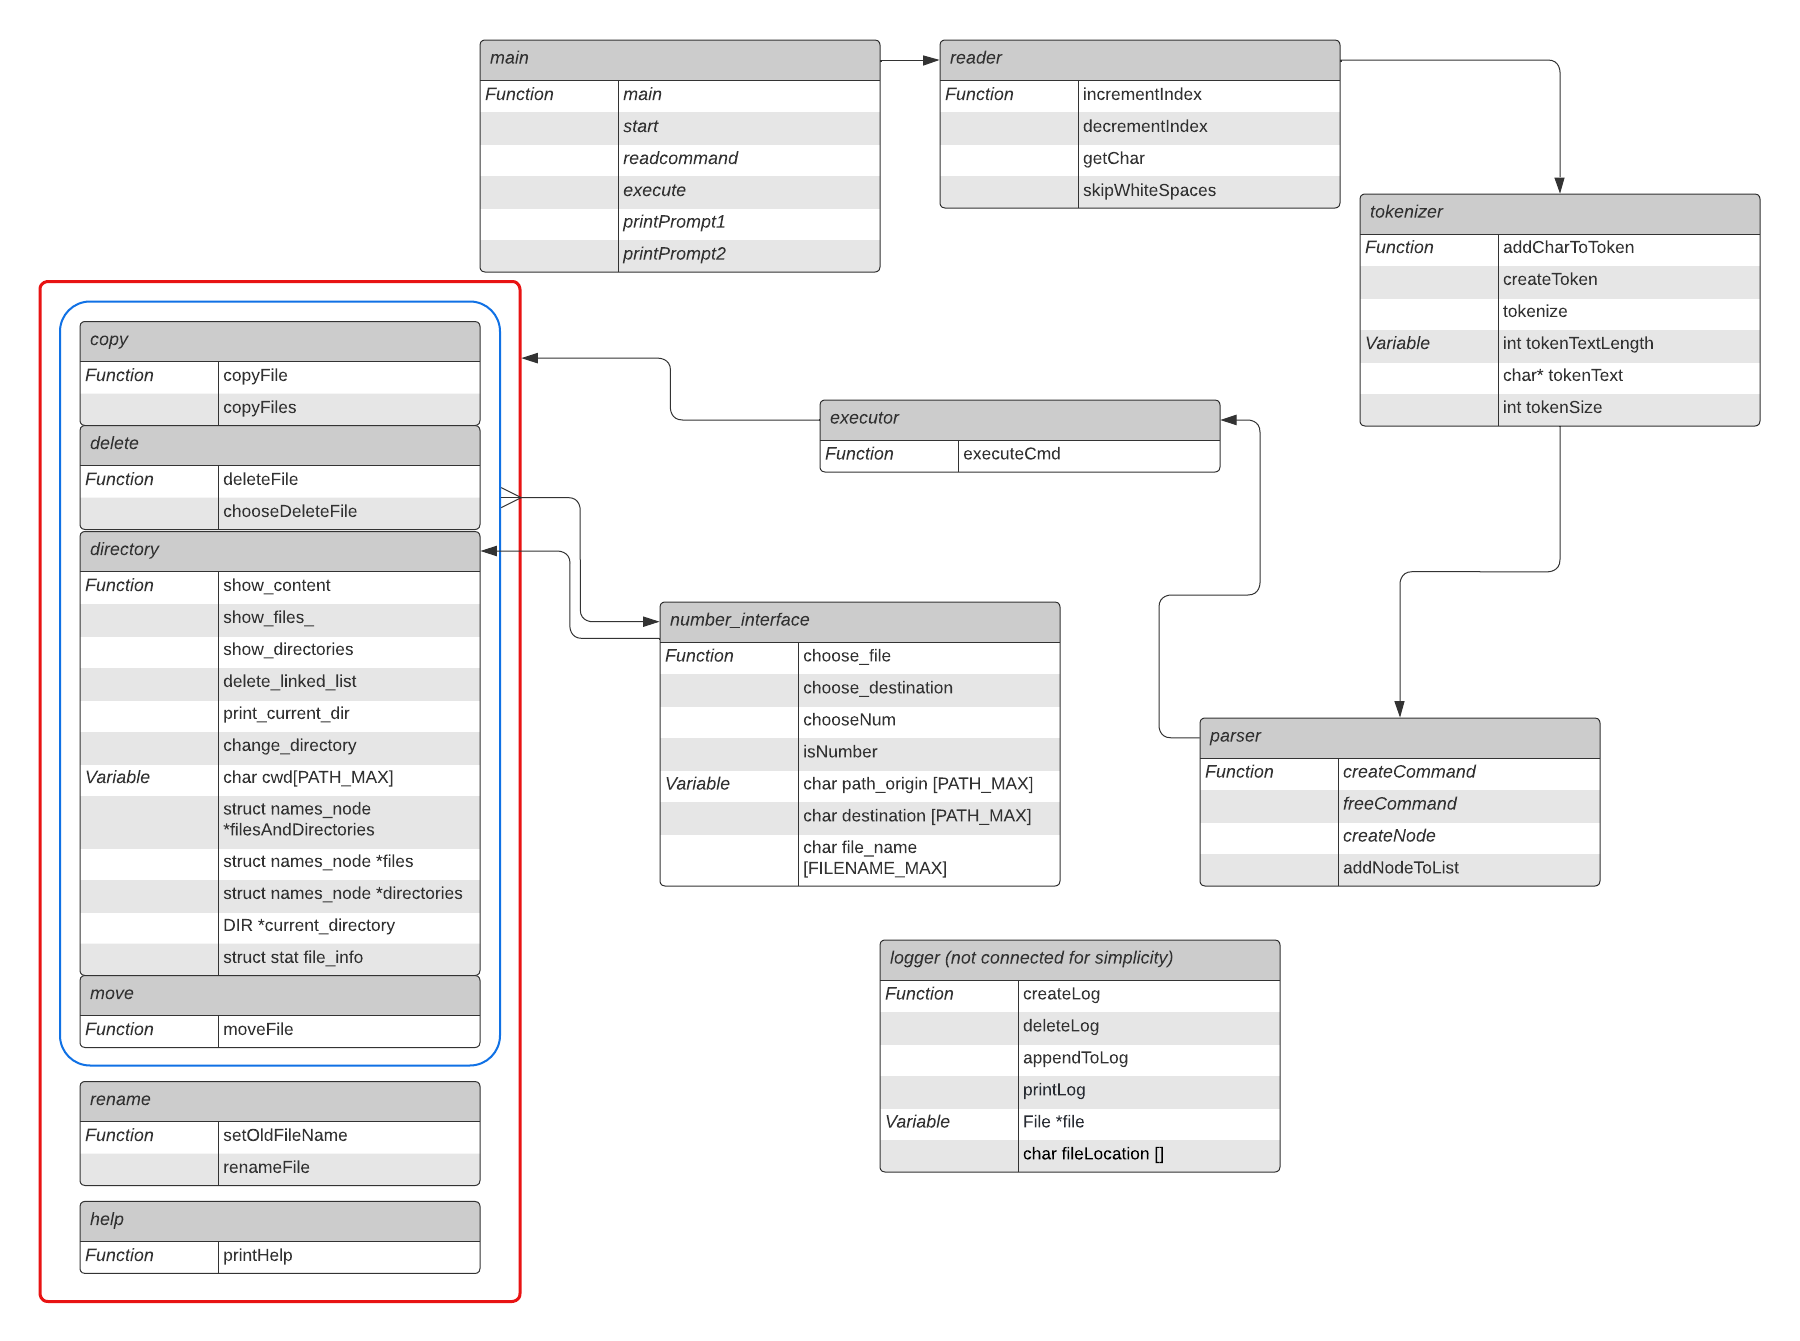 main
Function main
start
readcommand
execute
printPrompt1
printPrompt2
reader
Function incrementIndex
decrementIndex
getChar
skipWhiteSpaces
tokenizer
Function addCharToToken
createToken
tokenize
Variable int tokenTextLength
char* tokenText
int tokenSize
copy
Function copyFile
copyFiles
delete
Function deleteFile
chooseDeleteFile
directory
Function show_content
show_files_
show_directories
delete_linked_list
print_current_dir
change_directory
Variable char cwd[PATH_MAX]
struct names_node
*filesAndDirectories
struct names_node *files
struct names_node *directories
DIR *current_directory
struct stat file_info
move
Function moveFile
rename
Function setOldFileName
renameFile
help
Function printHelp
executor
Function executeCmd
number_interface
Function choose_file
choose_destination
chooseNum
isNumber
Variable char path_origin [PATH_MAX]
char destination [PATH_MAX]
char file_name
[FILENAME_MAX]
parser
Function createCommand
freeCommand
createNode
addNodeToList
logger (not connected for simplicity)
Function createLog
deleteLog
appendToLog
printLog
Variable File *file
char fileLocation []